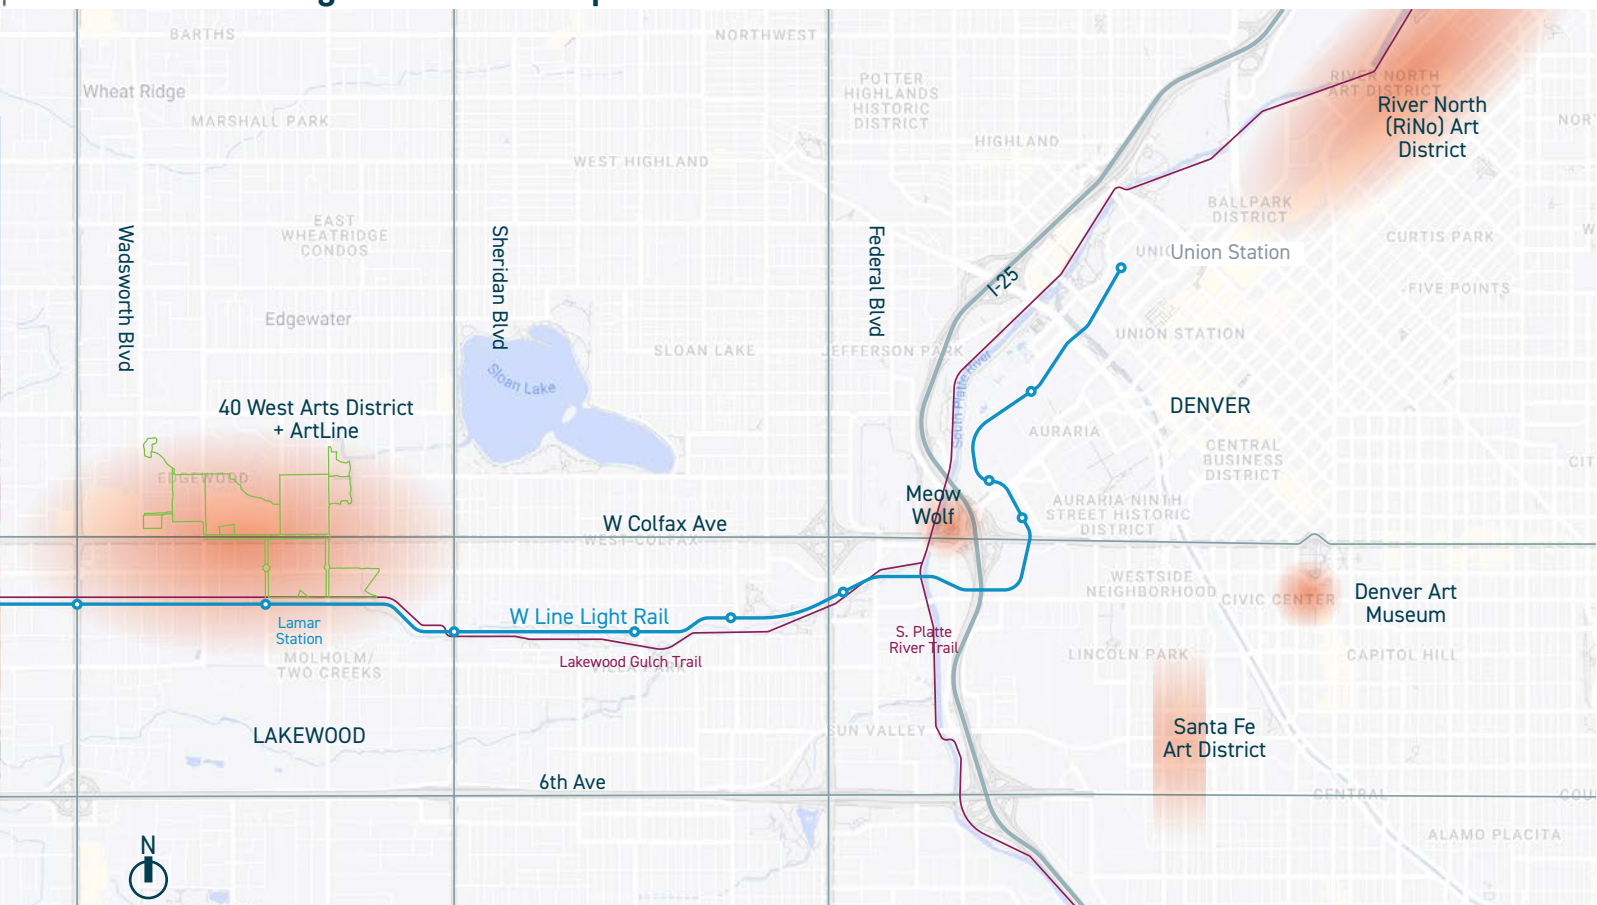 BARTHS
NORTHWEST
Wheat Ridge
POTTER
HIGHLANDS
HISTORIC
DISTRICT
RIVER NORTH
ART DISTRICT
River North
(RiNo) Art
District
MARSHALL PARK
HIGHLAND
WEST HIGHLAND
BALLPARK
DISTRICT
EAST
WHEATRIDGE
CONDOS
Wadsworth Blvd
Sheridan Blvd
Federal Blvd
I-25
Union Station
CURTIS PARK
FIVE POINTS
Edgewater
UNION STATION
SLOAN LAKE
JEFFERSON PARK
Sloan Lake
South Platte River
40 West Arts District
+ ArtLine
DENVER
AURARIA
CENTRAL
BUSINESS
DISTRICT
EDGEWOOD
Meow
Wolf
AURARIA NINTH
STREET HISTORIC
DISTRICT
W Colfax Ave
WEST COLFAX
WESTSIDE
NEIGHBORHOOD
CIVIC CENTER
Denver Art
Museum
W Line Light Rail
Lamar
Station
S. Platte
River Trail
Lakewood Gulch Trail
VILLA PARK
MOLHOLM/
TWO CREEKS
LINCOLN PARK
CAPITOL HILL
LAKEWOOD
SUN VALLEY
Santa Fe
Art District
6th Ave
CENTRAL
ALAMO PLACITA
N